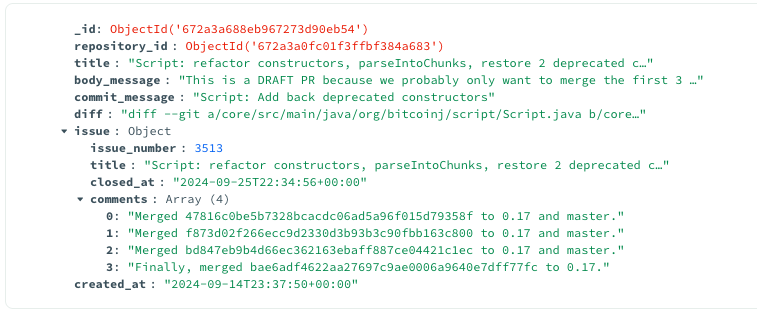 _id: ObjectId('672a3a688eb967273d90eb54')
repository_id : ObjectId('672a3a0fc01f3ffbf384a683')
title : "Script: refactor constructors, parseIntoChunks, restore 2 deprecated c…"
body_message : "This is a DRAFT PR because we probably only want to merge the first 3 …"
commit_message : "Script: Add back deprecated constructors"
diff : "diff --git a/core/src/main/java/org/bitcoinj/script/Script.java b/core…"
issue : Object
issue_number : 3513
title : "Script: refactor constructors, parseIntoChunks, restore 2 deprecated c…"
closed_at : "2024-09-25T22:34:56+00:00"
comments : Array (4)
0: "Merged 47816c0be5b7328bcacdc06ad5a96f015d79358f to 0.17 and master."
1: "Merged f873d02f266ecc9d2330d3b93b3c90fbb163c800 to 0.17 and master."
2: "Merged bd847eb9b4d66ec362163ebaff887ce04421c1ec to 0.17 and master."
3: "Finally, merged bae6adf4622aa27697c9ae0006a9640e7dff77fc to 0.17."
created_at : "2024-09-14T23:37:50+00:00"